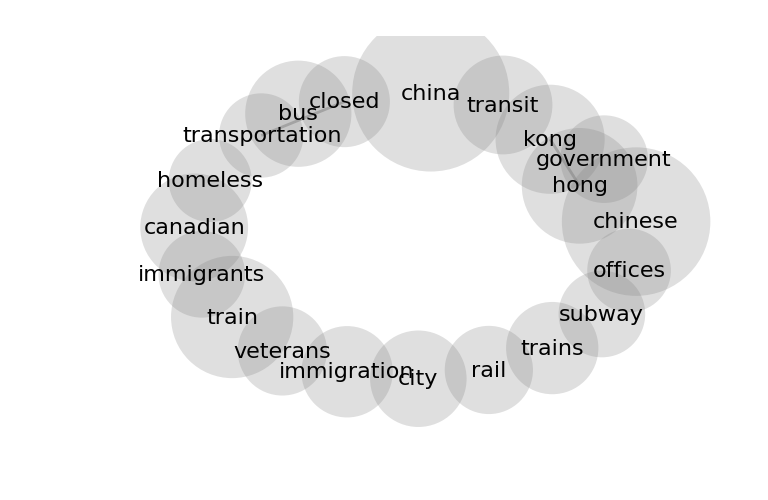 china
closed
transit
bus
transportation
kong
government
homeless
hong
canadian
chinese
immigrants
offices
train
subway
veterans
trains
immigration
city
rail